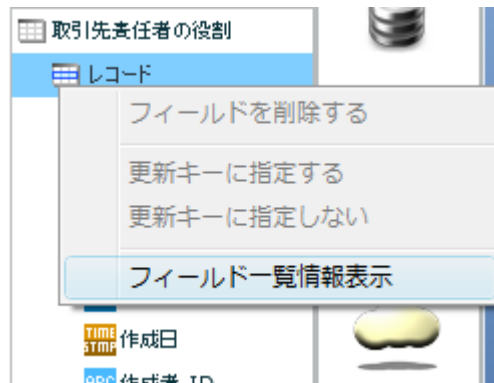 取引先責任者の役割
レコード
フィールドを削除する
更新キーに指定する
更新キーに指定しない
フィールド一覧情報表示
TIME
STMP 作成日
作成者 ID